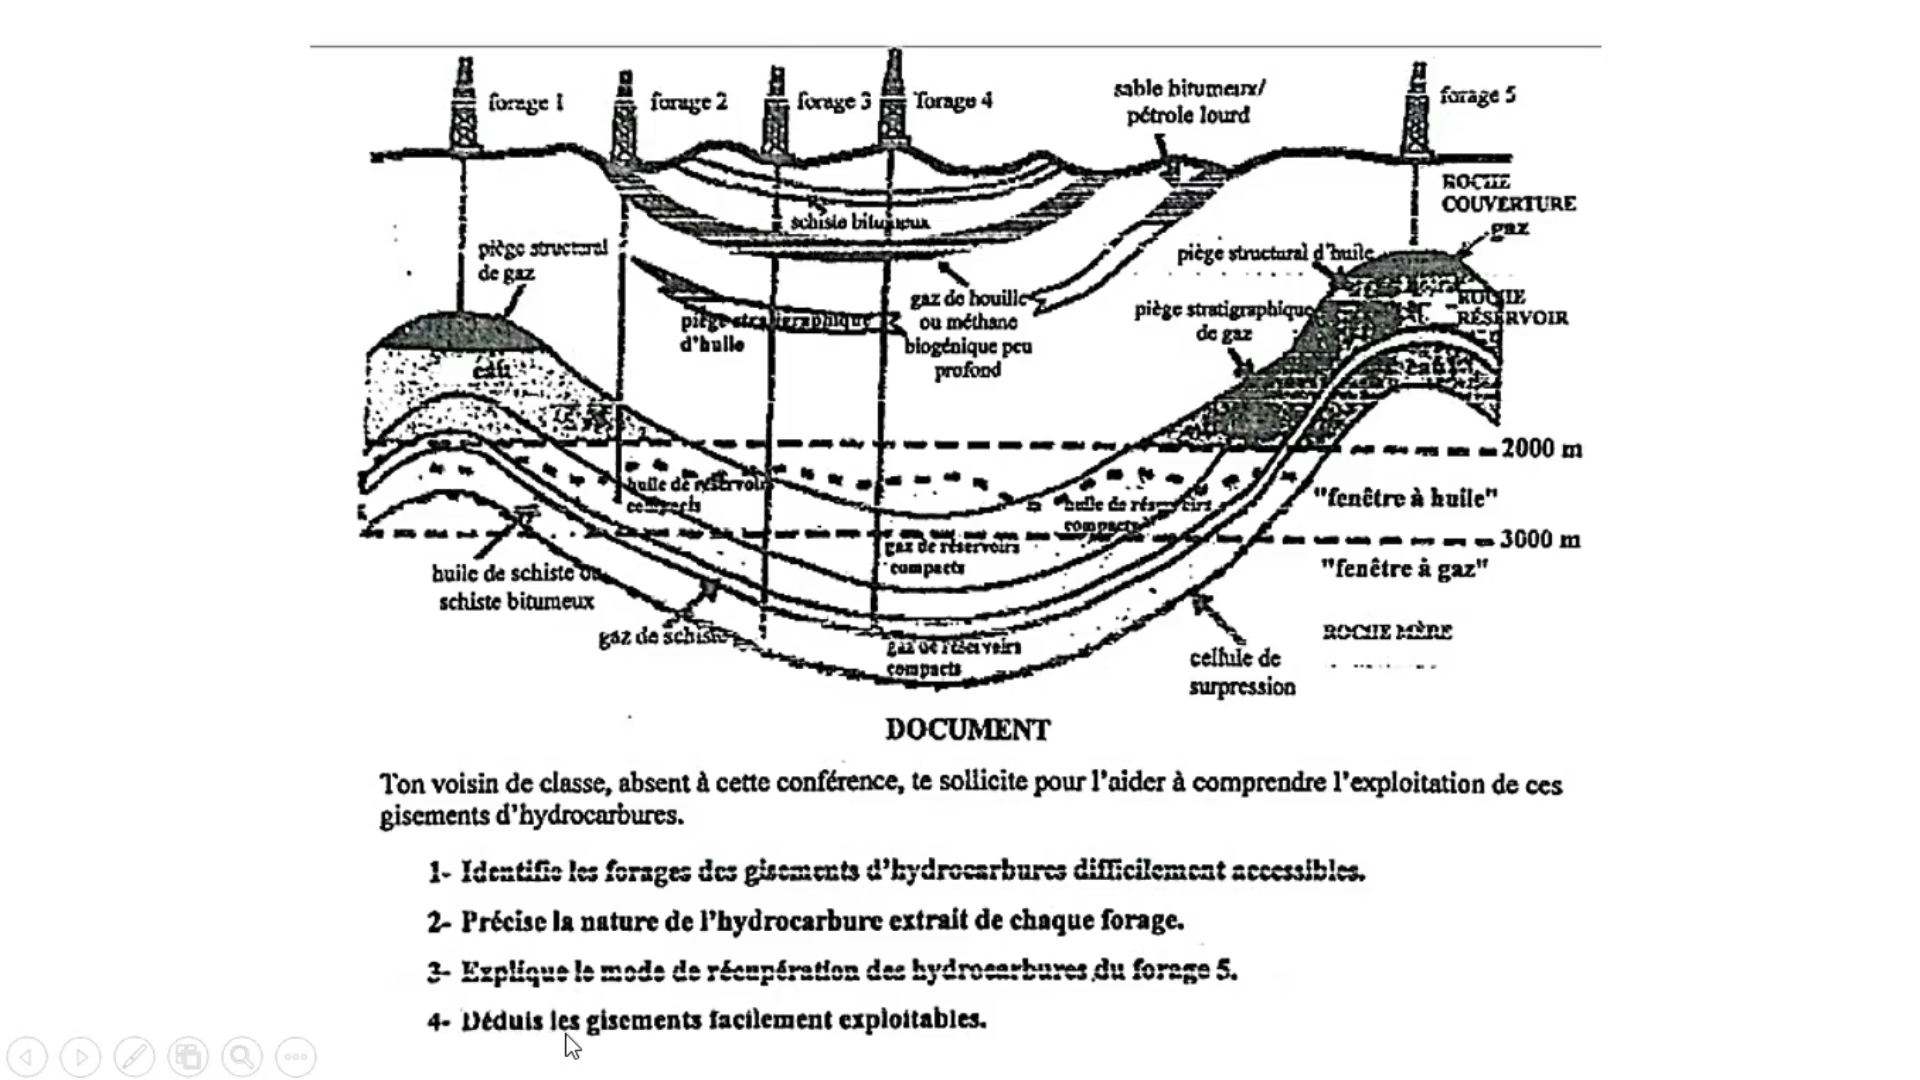 forage 1
forage 2
forage 3
forage 4
sable bitumeux/
pétrole lourd
forage 5
ROCHE
COUVERTURE
gaz
schiste bitumeux
piège structural
de gaz
piège structural d'huile
gaz de houille
ou méthane
biogénique peu
profond
piège stratigraphique
de gaz
ROCHE
RÉSERVOIR
piège stratigraphique
d'huile
eau
eau
2000 m
huile de réservoirs
compacts
huile de réservoirs
compacts
"fenêtre à huile"
3000 m
gaz de réservoirs
compacts
"fenêtre à gaz"
huile de schiste ou
schiste bitumeux
gaz de schiste
gaz de réservoirs
compacts
cellule de
surpression
ROCHE MÈRE
DOCUMENT
Ton voisin de classe, absent à cette conférence, te sollicite pour l'aider à comprendre l'exploitation de ces
gisements d'hydrocarbures.
1- Identifie les forages des gisements d'hydrocarbures difficilement accessibles.
2- Précise la nature de l'hydrocarbure extrait de chaque forage.
3- Explique le mode de récupération des hydrocarbures du forage 5.
4- Déduis les gisements facilement exploitables.